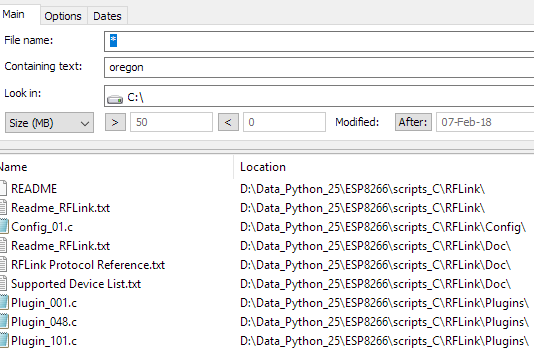 Main Options Dates
File name: *
Containing text: oregon
Look in: C:\
Size (MB) > 50 < 0 Modified: After: 07-Feb-18
Name Location
README D:\Data_Python_25\ESP8266\scripts_C\RFLink\
Readme_RFLink.txt D:\Data_Python_25\ESP8266\scripts_C\RFLink\
Config_01.c D:\Data_Python_25\ESP8266\scripts_C\RFLink\Config\
Readme_RFLink.txt D:\Data_Python_25\ESP8266\scripts_C\RFLink\Doc\
RFLink Protocol Reference.txt D:\Data_Python_25\ESP8266\scripts_C\RFLink\Doc\
Supported Device List.txt D:\Data_Python_25\ESP8266\scripts_C\RFLink\Doc\
Plugin_001.c D:\Data_Python_25\ESP8266\scripts_C\RFLink\Plugins\
Plugin_048.c D:\Data_Python_25\ESP8266\scripts_C\RFLink\Plugins\
Plugin_101.c D:\Data_Python_25\ESP8266\scripts_C\RFLink\Plugins\